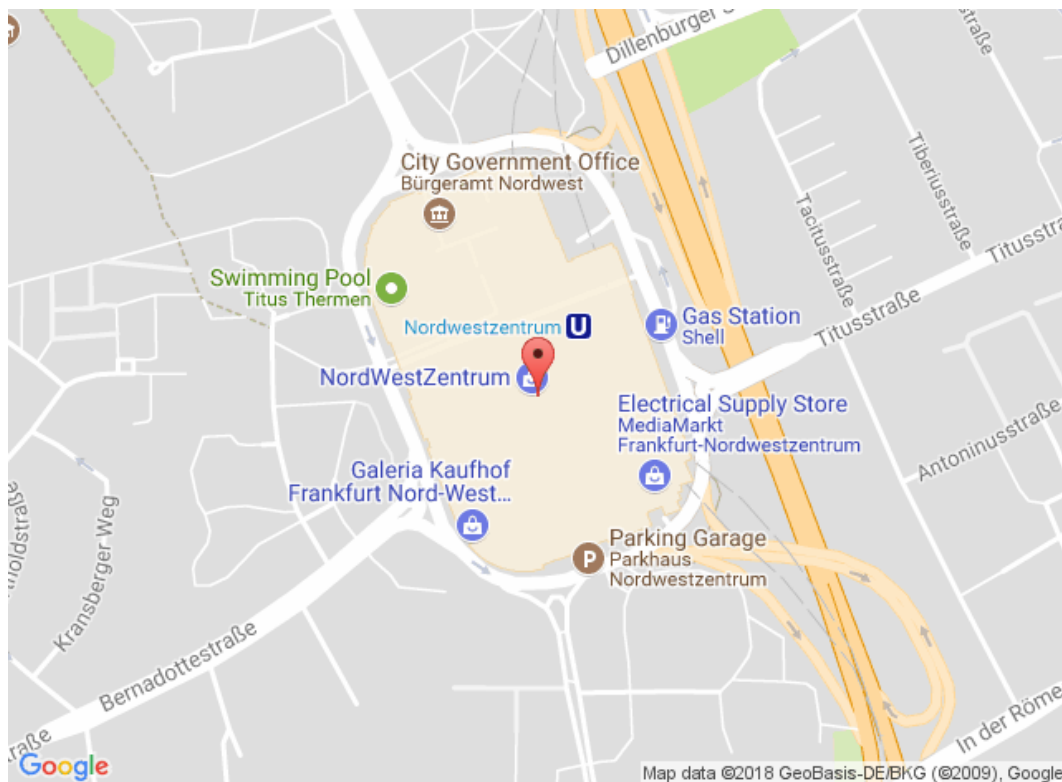 Dillenburger
City Government Office
Bürgeramt Nordwest
Tiberiusstraße
Tacitusstraße
Swimming Pool
Titus Thermen
Nordwestzentrum
U
Gas Station
Shell
Titusstraße
NordWestZentrum
Electrical Supply Store
MediaMarkt
Frankfurt-Nordwestzentrum
Antoninusstraße
Galeria Kaufhof
Frankfurt Nord-West...
Kransberger Weg
P
Parking Garage
Parkhaus
Nordwestzentrum
Bernadottestraße
In der Röme
Google
Map data ©2018 GeoBasis-DE/BKG (©2009), Google